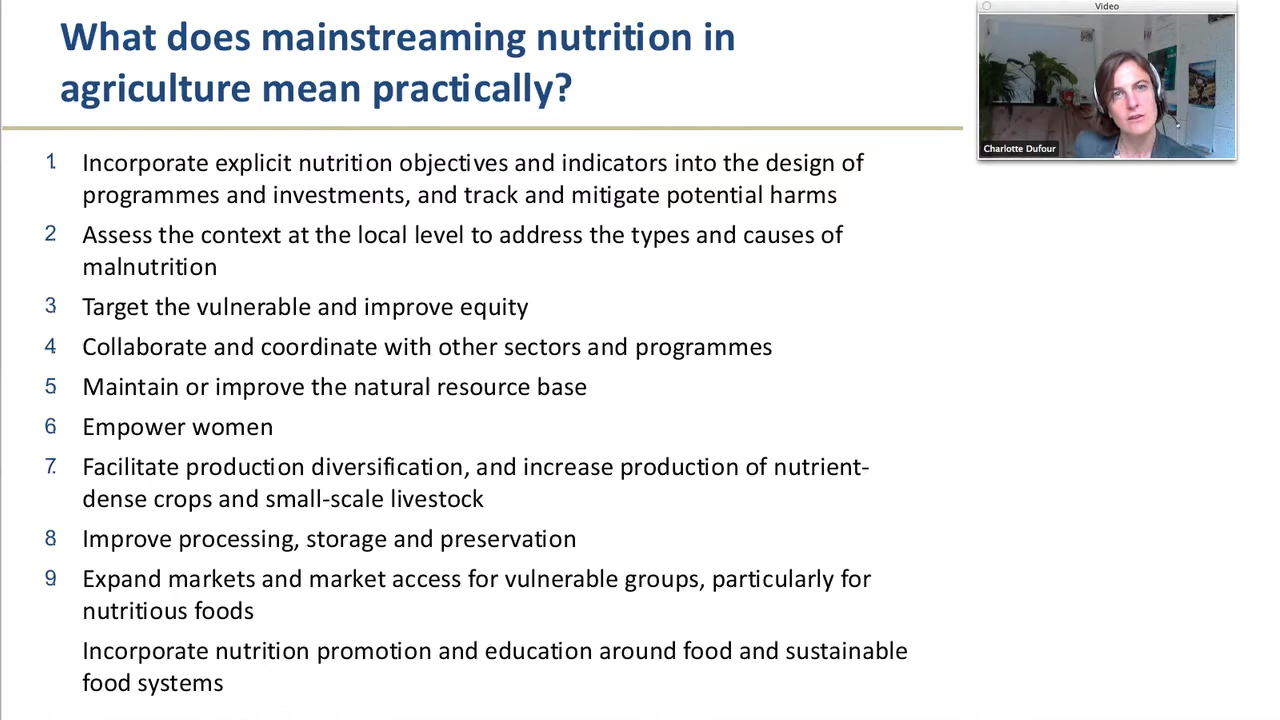 What does mainstreaming nutrition in
agriculture mean practically?
Video
Charlotte Dufour
1 Incorporate explicit nutrition objectives and indicators into the design of
programmes and investments, and track and mitigate potential harms
2 Assess the context at the local level to address the types and causes of
malnutrition
3 Target the vulnerable and improve equity
4 Collaborate and coordinate with other sectors and programmes
5 Maintain or improve the natural resource base
6 Empower women
7. Facilitate production diversification, and increase production of nutrient-
dense crops and small-scale livestock
8 Improve processing, storage and preservation
9 Expand markets and market access for vulnerable groups, particularly for
nutritious foods
Incorporate nutrition promotion and education around food and sustainable
food systems